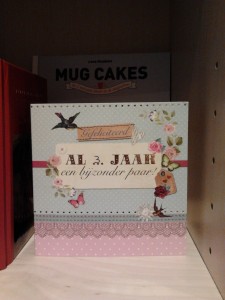 MUG CAKES
Gefeliciteerd
AL 3. JAAR
een bijzonder paar!